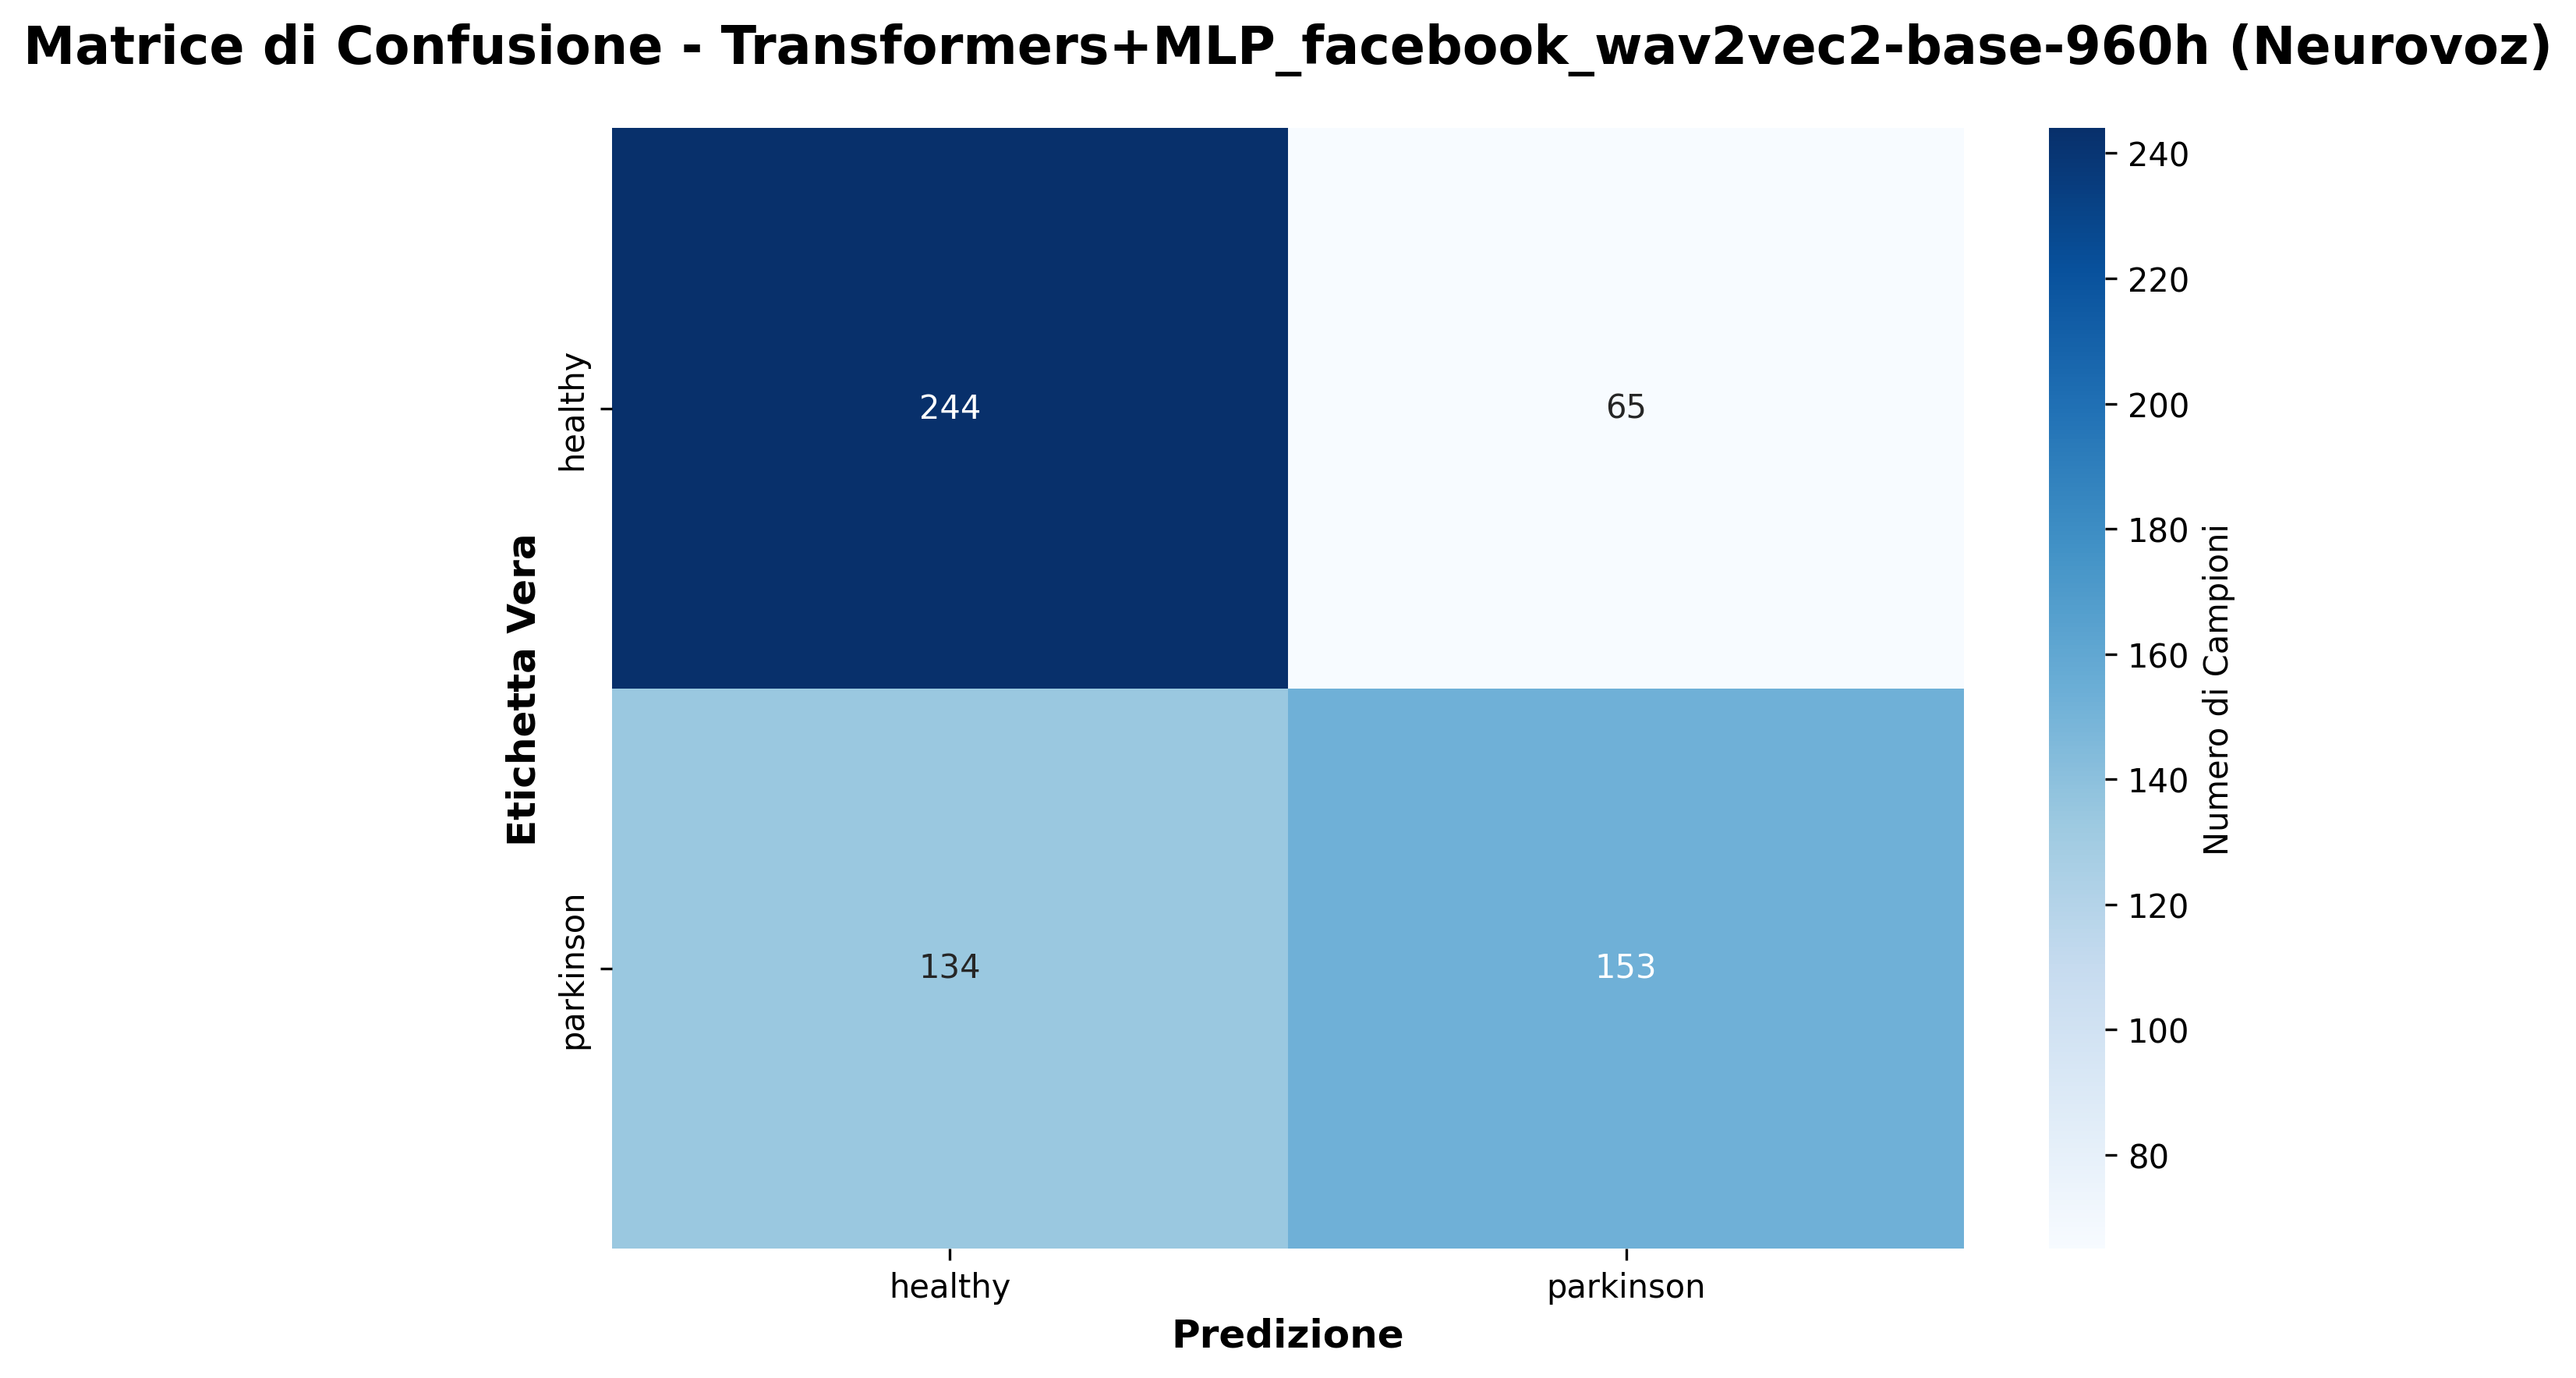 Matrice di Confusione - Transformers+MLP_facebook_wav2vec2-base-960h (Neurovoz)
Etichetta Vera
healthy
244
65
parkinson
134
153
healthy
parkinson
Predizione
240
220
200
180
160
140
120
100
80
Numero di Campioni